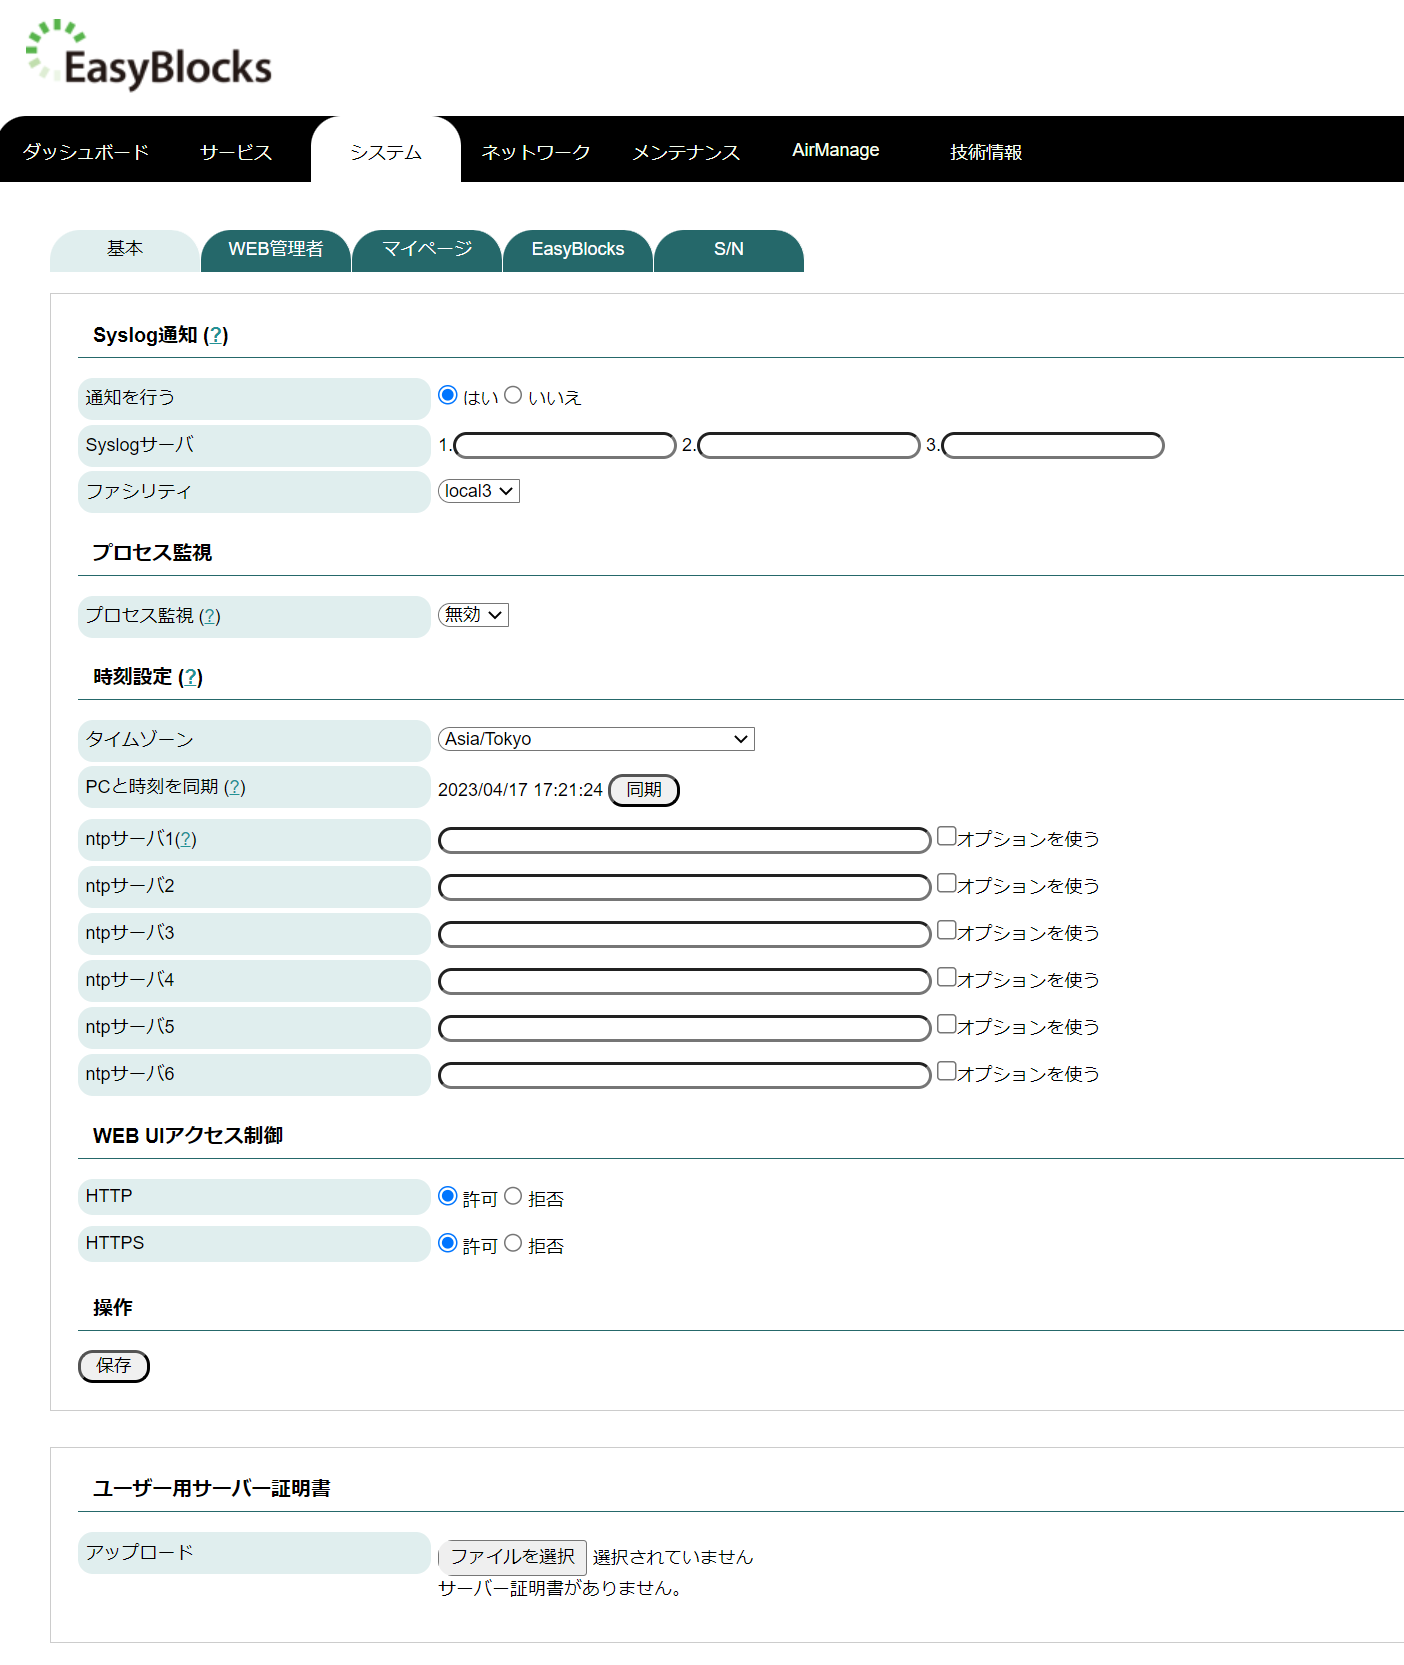 EasyBlocks
ダッシュボード サービス システム ネットワーク メンテナンス AirManage 技術情報
基本 WEB管理者 マイページ EasyBlocks S/N
Syslog通知 (?)
通知を行う はい いいえ
Syslogサーバ 1. 2. 3.
ファシリティ local3
プロセス監視
プロセス監視 (?) 無効
時刻設定 (?)
タイムゾーン Asia/Tokyo
PCと時刻を同期 (?) 2023/04/17 17:21:24 同期
ntpサーバ1(?) オプションを使う
ntpサーバ2 オプションを使う
ntpサーバ3 オプションを使う
ntpサーバ4 オプションを使う
ntpサーバ5 オプションを使う
ntpサーバ6 オプションを使う
WEB UIアクセス制御
HTTP 許可 拒否
HTTPS 許可 拒否
操作
保存
ユーザー用サーバー証明書
アップロード ファイルを選択 選択されていません
サーバー証明書がありません。